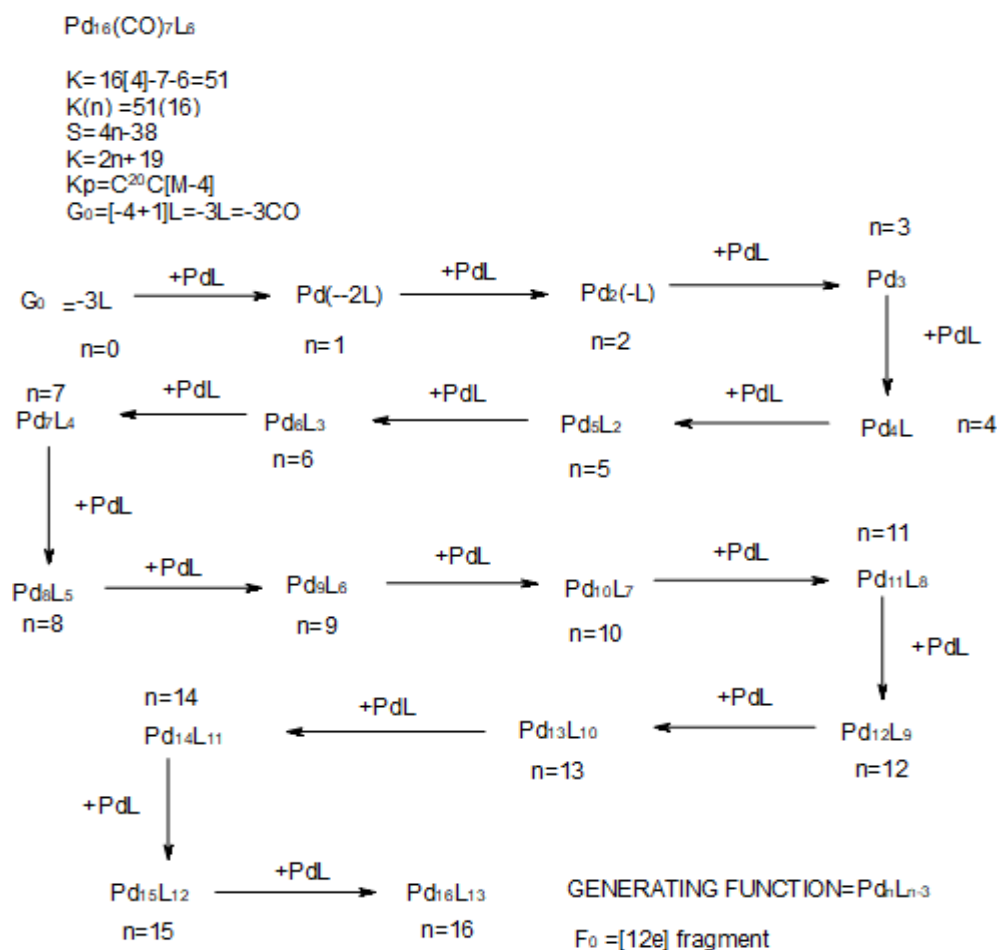 Pd₁₆(CO)₇L₆
K=16[4]-7-6=51
K(n) =51(16)
S=4n-38
K=2n+19
Kp=C²⁰C[M-4]
G₀=[-4+1]L=-3L=-3CO
G₀ =-3L
n=0
+PdL
Pd(--2L)
n=1
+PdL
Pd₂(-L)
n=2
+PdL
n=3
Pd₃
+PdL
Pd₄L
n=4
+PdL
Pd₅L₂
n=5
+PdL
Pd₆L₃
n=6
+PdL
n=7
Pd₇L₄
+PdL
Pd₈L₅
n=8
+PdL
Pd₉L₆
n=9
+PdL
Pd₁₀L₇
n=10
+PdL
n=11
Pd₁₁L₈
+PdL
Pd₁₂L₉
n=12
+PdL
Pd₁₃L₁₀
n=13
+PdL
n=14
Pd₁₄L₁₁
+PdL
Pd₁₅L₁₂
n=15
+PdL
Pd₁₆L₁₃
n=16
GENERATING FUNCTION=PdₙLₙ₋₃
F₀ =[12e] fragment